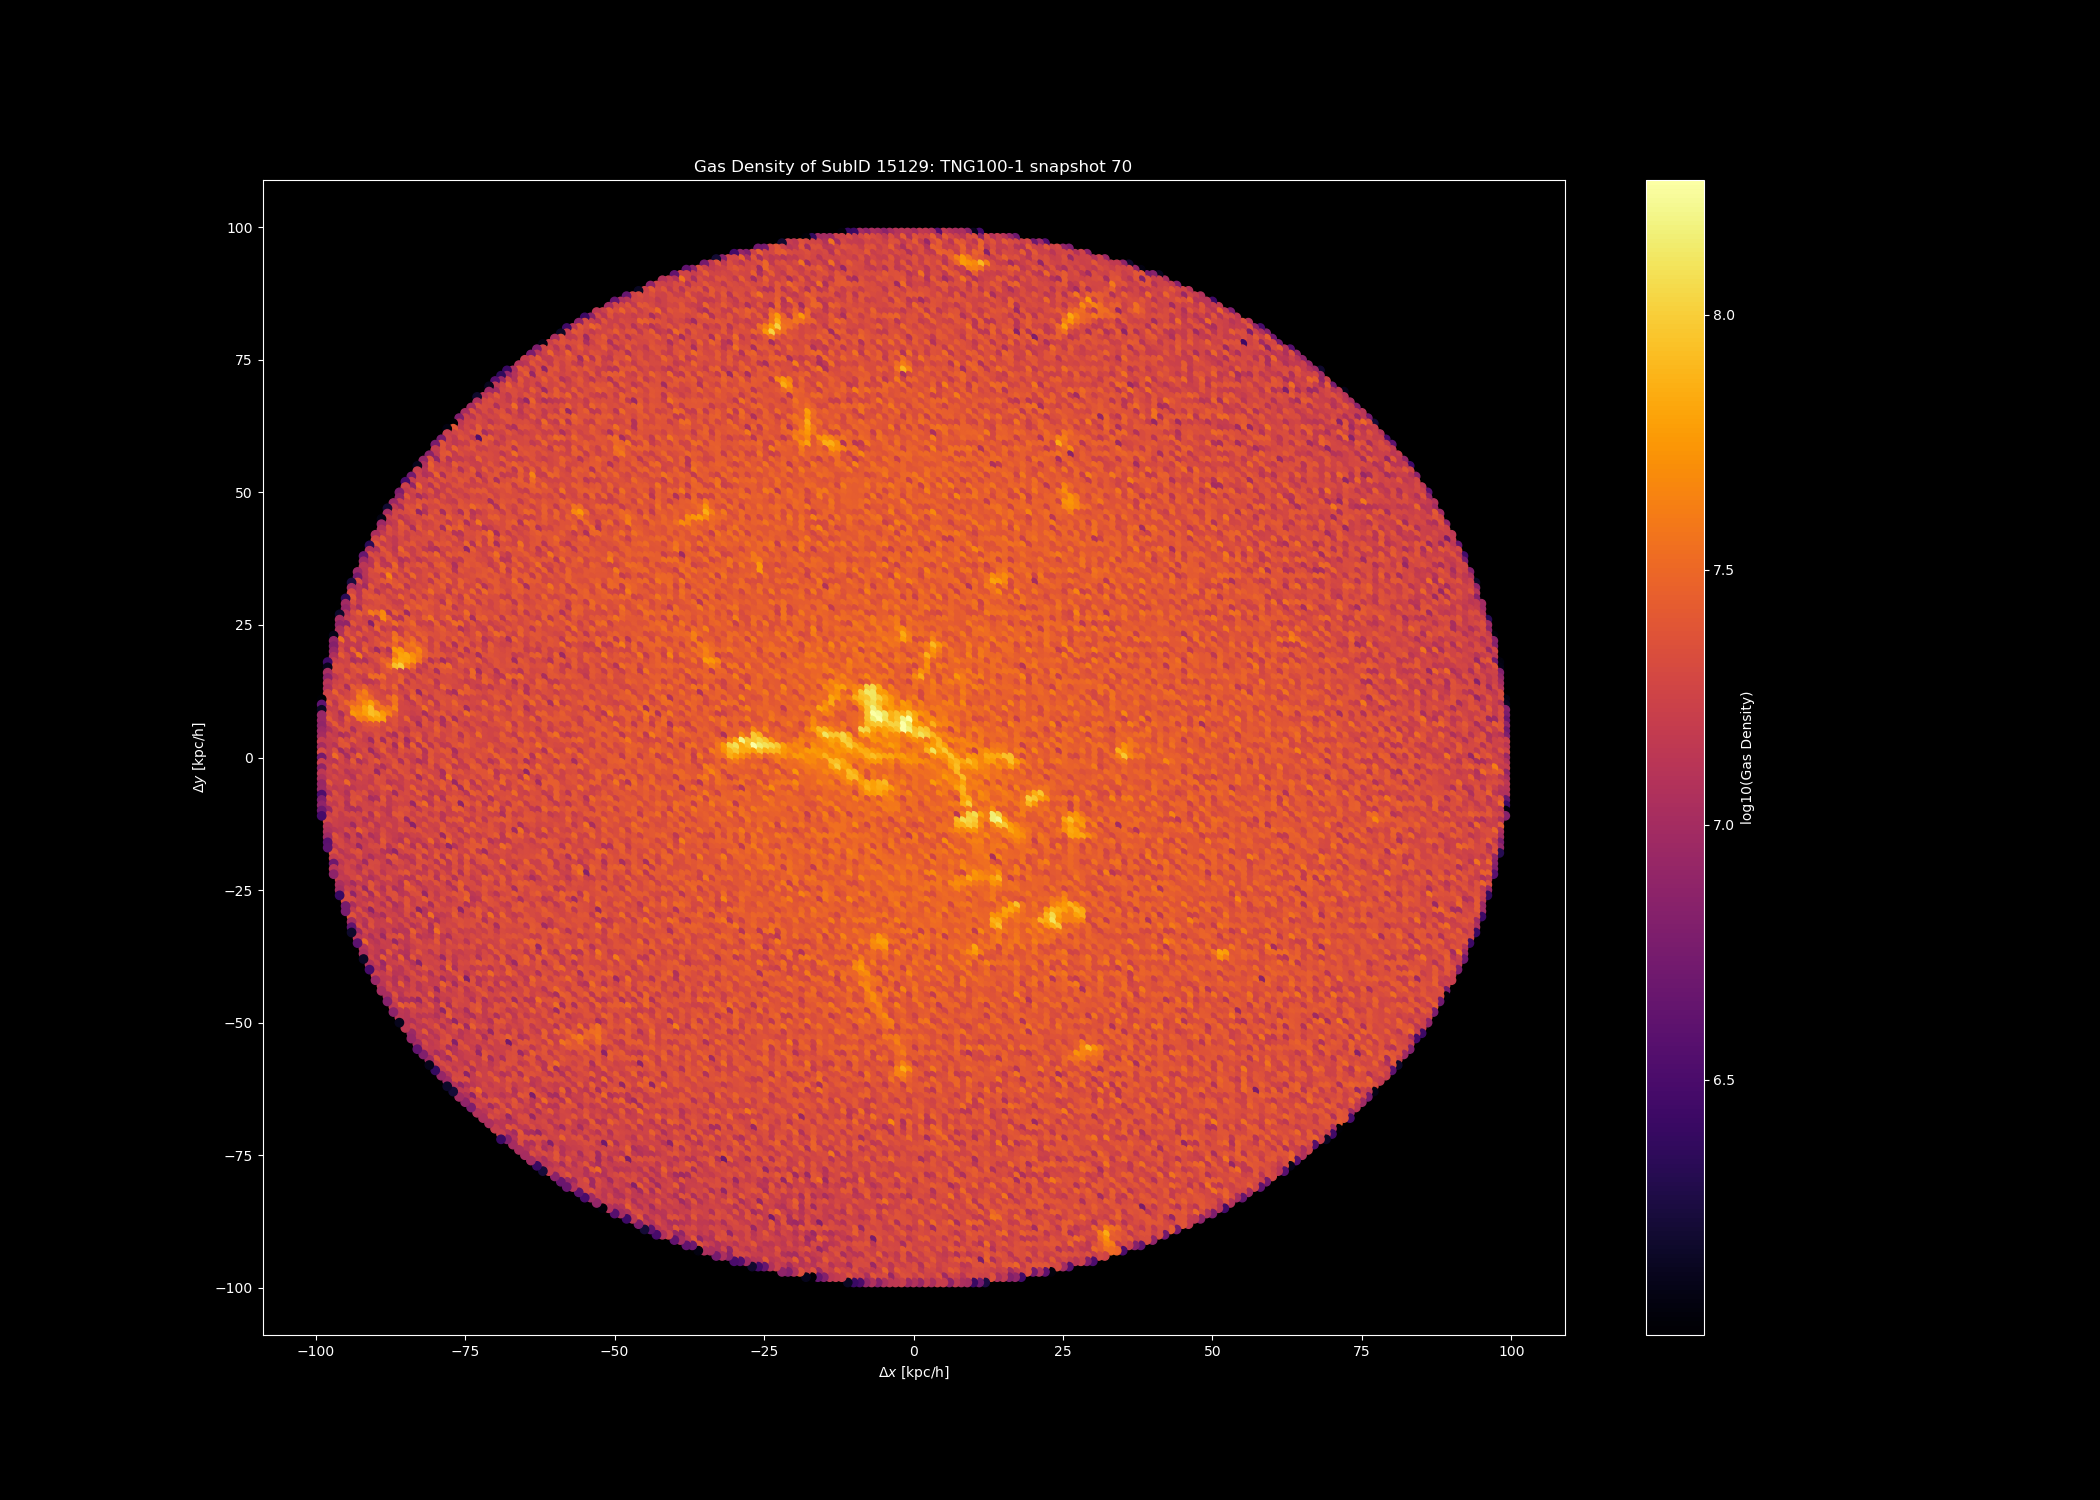 Gas Density of SubID 15129: TNG100-1 snapshot 70
100
75
50
25
0
−25
−50
−75
−100
Δy [kpc/h]
−100 −75 −50 −25 0 25 50 75 100
Δx [kpc/h]
8.0
7.5
7.0
6.5
log10(Gas Density)